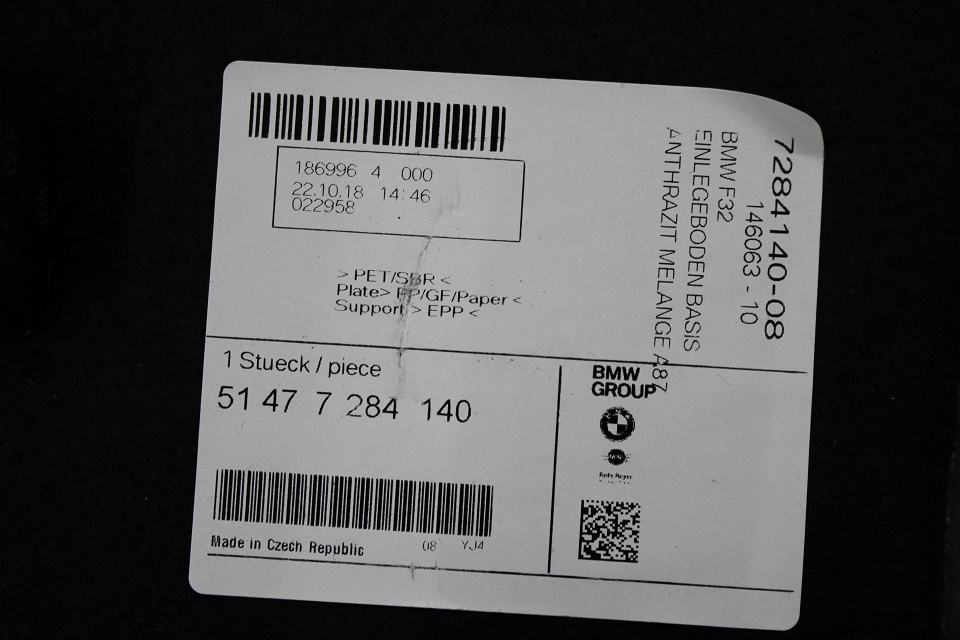 186996 4 000
22.10.18 14:46
022958
> PET/SBR <
Plate> PP/GF/Paper <
Support > EPP <
7284140-08
146063 - 10
BMW F32
EINLEGEBODEN BASIS
ANTHRAZIT MELANGE A87
1 Stueck / piece
51 47 7 284 140
Made in Czech Republic
08 YJ4
BMW
GROUP
Rolls-Royce